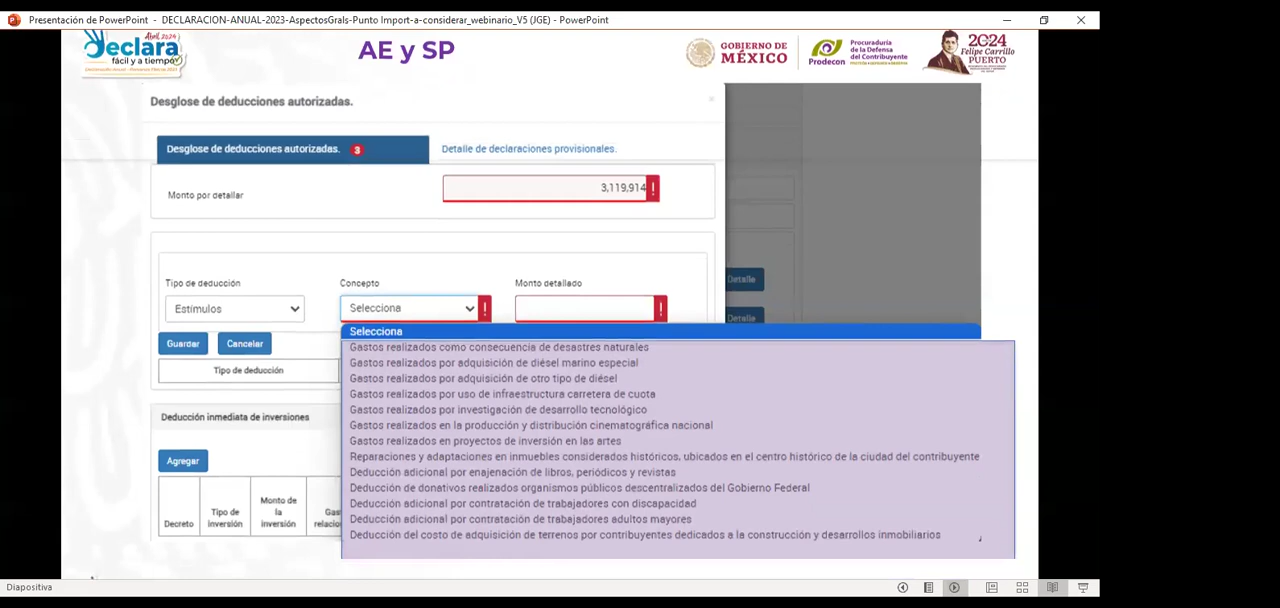 Presentación de PowerPoint - DECLARACION-ANUAL-2023-AspectosGrals-Punto Import-a-considerar_webinario_V5 (JGE) - PowerPoint
Abril 2024
Declara
fácil y a tiempo
AE y SP
GOBIERNO DE
MÉXICO
Prodecon
Procuraduría
de la Defensa
del Contribuyente
2024
Felipe Carrillo
PUERTO
Desglose de deducciones autorizadas.
×
Desglose de deducciones autorizadas. 3
Detalle de declaraciones provisionales.
Monto por detallar
3,119,914
!
Tipo de deducción
Concepto
Monto detallado
Estímulos
Selecciona
!
!
Detalle
Detalle
Selecciona
Guardar
Cancelar
Gastos realizados como consecuencia de desastres naturales
Gastos realizados por adquisición de diésel marino especial
Tipo de deducción
Gastos realizados por adquisición de otro tipo de diésel
Gastos realizados por uso de infraestructura carretera de cuota
Gastos realizados por investigación de desarrollo tecnológico
Deducción inmediata de inversiones
Gastos realizados en la producción y distribución cinematográfica nacional
Gastos realizados en proyectos de inversión en las artes
Agregar
Reparaciones y adaptaciones en inmuebles considerados históricos, ubicados en el centro histórico de la ciudad del contribuyente
Deducción adicional por enajenación de libros, periódicos y revistas
Deducción de donativos realizados organismos públicos descentralizados del Gobierno Federal
Deducción adicional por contratación de trabajadores con discapacidad
Deducción adicional por contratación de trabajadores adultos mayores
Deducción del costo de adquisición de terrenos por contribuyentes dedicados a la construcción y desarrollos inmobiliarios
Decreto
Tipo de
inversión
Monto de
la
inversión
Gas
relacio
Diapositiva